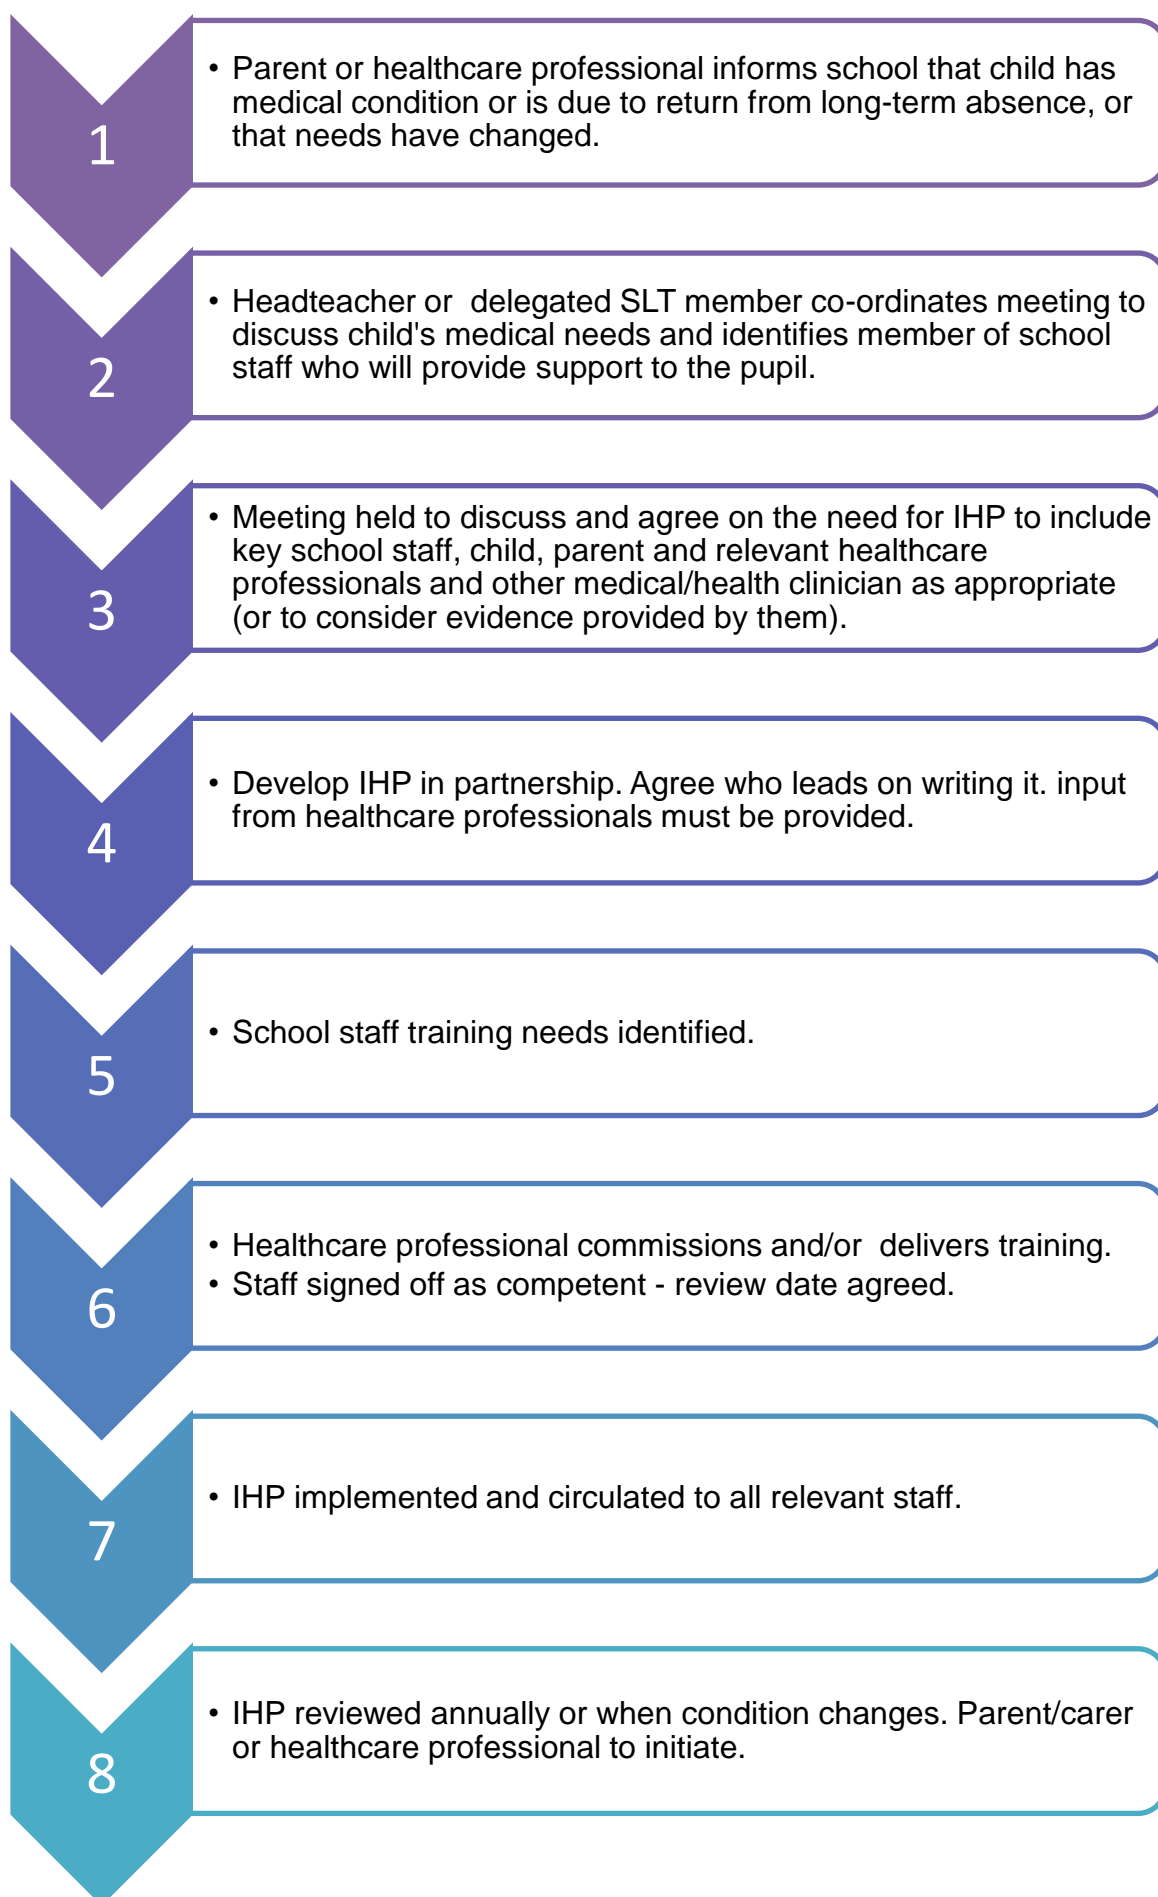 1
• Parent or healthcare professional informs school that child has
medical condition or is due to return from long-term absence, or
that needs have changed.
2
• Headteacher or  delegated SLT member co-ordinates meeting to
discuss child's medical needs and identifies member of school
staff who will provide support to the pupil.
3
• Meeting held to discuss and agree on the need for IHP to include
key school staff, child, parent and relevant healthcare
professionals and other medical/health clinician as appropriate
(or to consider evidence provided by them).
4
• Develop IHP in partnership. Agree who leads on writing it. input
from healthcare professionals must be provided.
5
• School staff training needs identified.
6
• Healthcare professional commissions and/or  delivers training.
• Staff signed off as competent - review date agreed.
7
• IHP implemented and circulated to all relevant staff.
8
• IHP reviewed annually or when condition changes. Parent/carer
or healthcare professional to initiate.